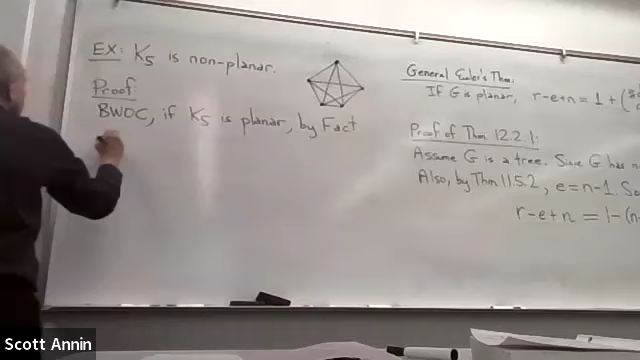 EX: K5 is non-planar.
Proof:
BWOC, if K5 is planar, by Fact
General Euler's Thm:
If G is planar, r-e+n = 1 + (
Proof of Thm 12.2.1:
Assume G is a tree. Since G has n
Also, by Thm 11.5.2, e=n-1. So
r-e+n = 1-(n
Scott Annin